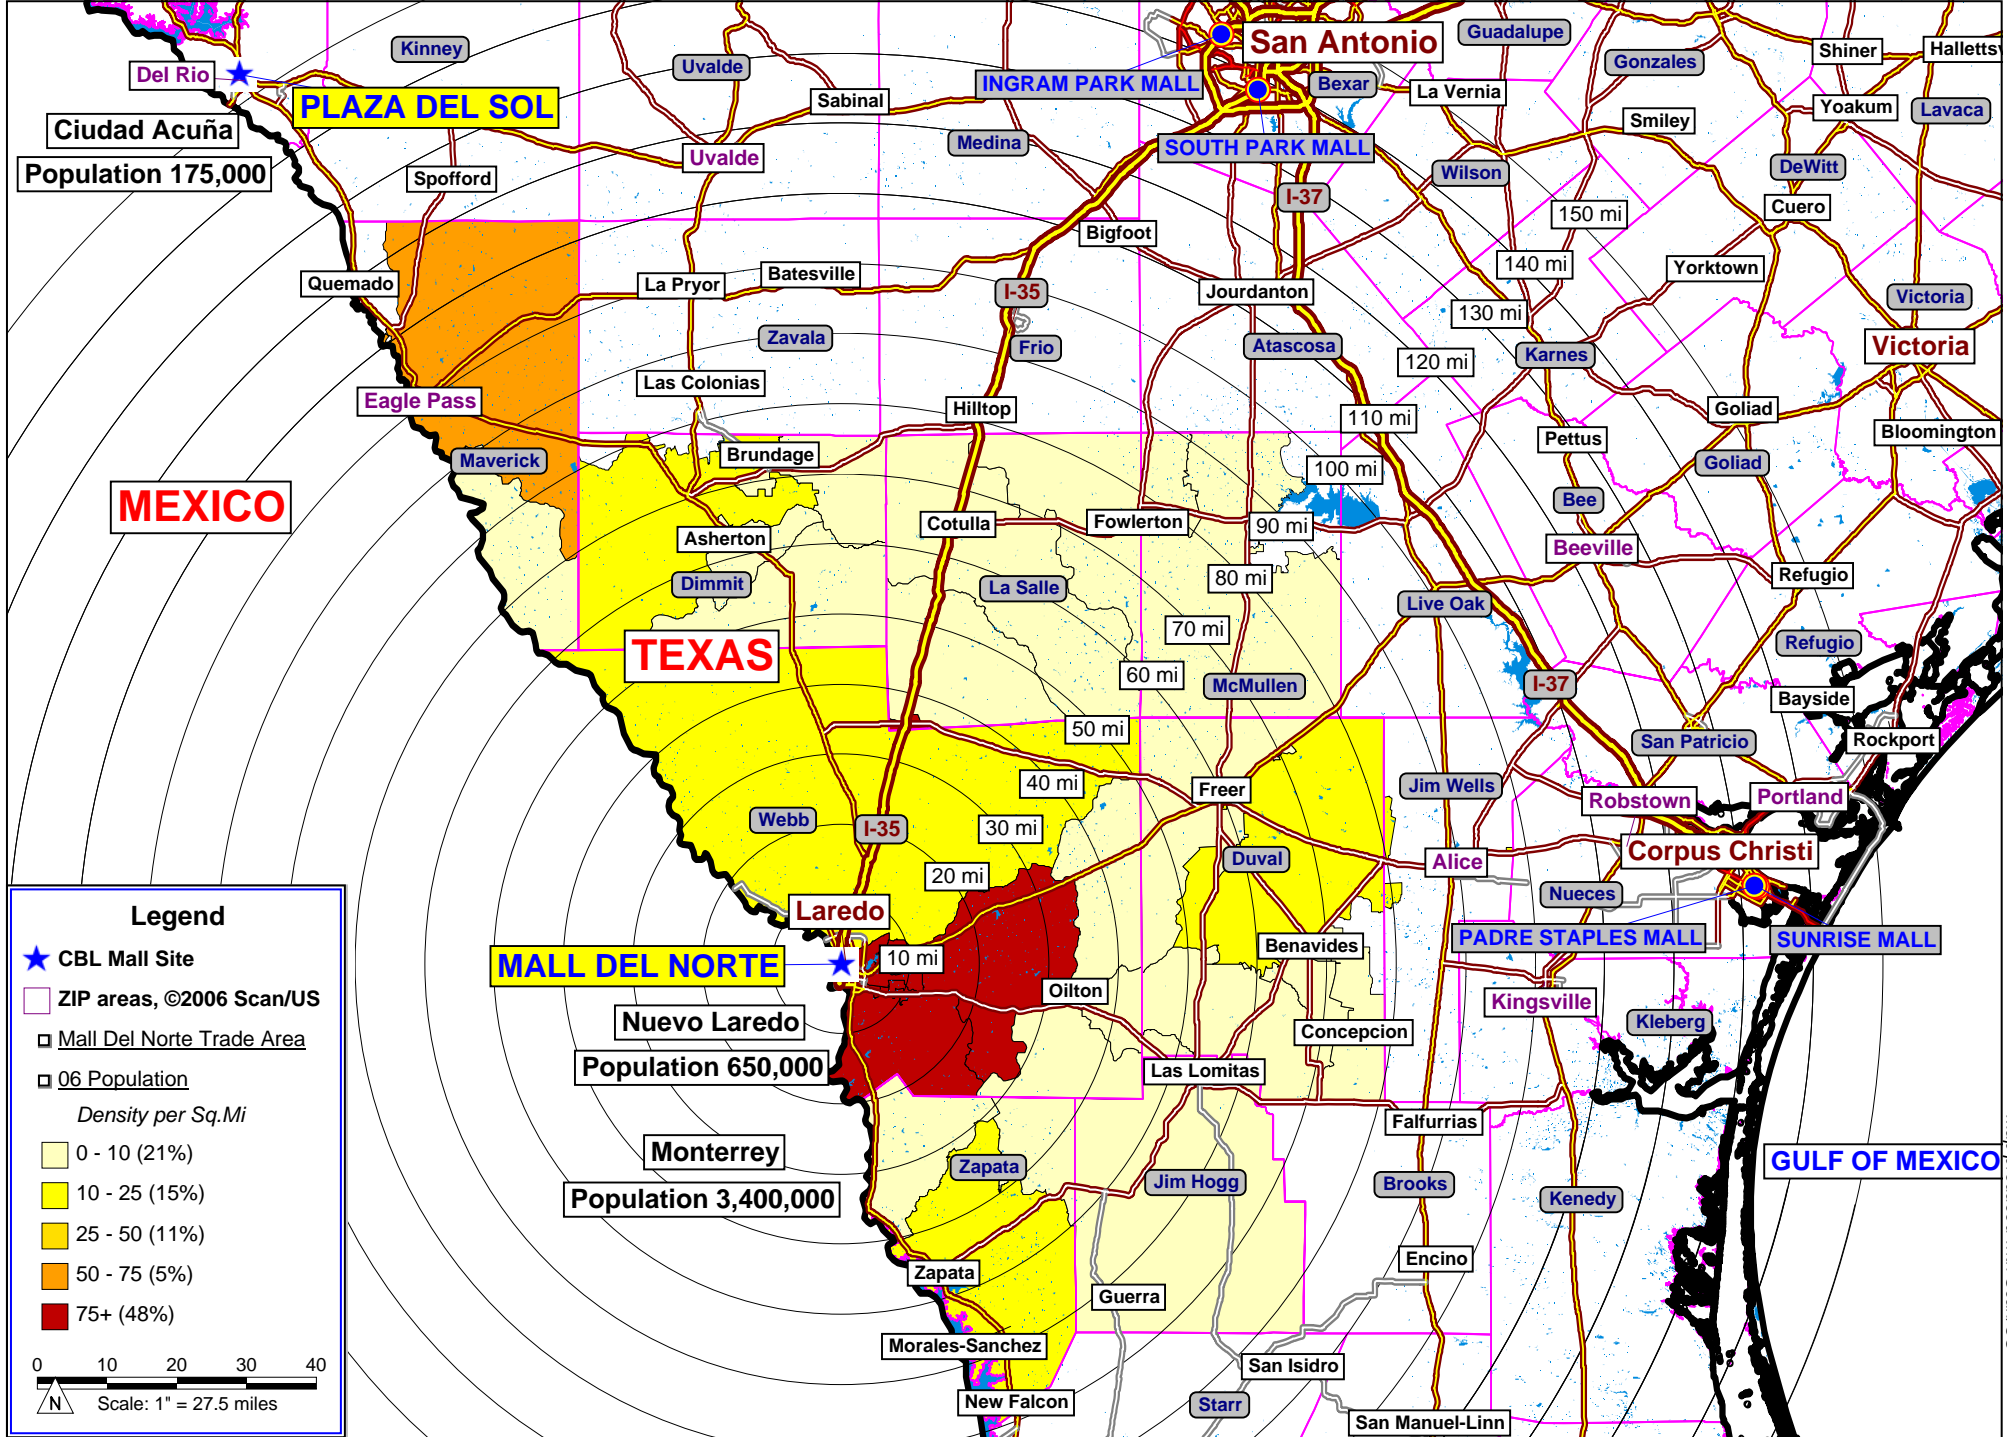 Kinney
Uvalde
San Antonio
Guadalupe
Shiner
Gonzales
Del Rio
INGRAM PARK MALL
Bexar
La Vernia
Sabinal
PLAZA DEL SOL
Yoakum
Lavaca
Smiley
Ciudad Acuña
Medina
SOUTH PARK MALL
Uvalde
DeWitt
Population 175,000
Spofford
Wilson
I-37
Cuero
150 mi
Bigfoot
140 mi
Yorktown
Quemado
La Pryor
Batesville
I-35
Jourdanton
Victoria
130 mi
Zavala
Frio
Atascosa
Karnes
Victoria
120 mi
Las Colonias
Eagle Pass
Hilltop
110 mi
Goliad
Bloomington
Pettus
Maverick
Brundage
100 mi
Goliad
MEXICO
Bee
Cotulla
Fowlerton
90 mi
Asherton
Beeville
Dimmit
La Salle
80 mi
Refugio
Live Oak
70 mi
TEXAS
Refugio
60 mi
McMullen
I-37
Bayside
50 mi
San Patricio
Rockport
40 mi
Freer
Jim Wells
Robstown
Portland
Webb
I-35
30 mi
Corpus Christi
Duval
Alice
20 mi
Nueces
Laredo
PADRE STAPLES MALL
SUNRISE MALL
Benavides
10 mi
MALL DEL NORTE
Oilton
Kingsville
Nuevo Laredo
Concepcion
Kleberg
Population 650,000
Las Lomitas
Falfurrias
Monterrey
Zapata
GULF OF MEXICO
Jim Hogg
Brooks
Kenedy
Population 3,400,000
Encino
Zapata
Guerra
Morales-Sanchez
San Isidro
New Falcon
Starr
San Manuel-Linn
Legend
CBL Mall Site
ZIP areas, ©2006 Scan/US
Mall Del Norte Trade Area
06 Population
Density per Sq.Mi
0 - 10 (21%)
10 - 25 (15%)
25 - 50 (11%)
50 - 75 (5%)
75+ (48%)
0 10 20 30 40
N
Scale: 1" = 27.5 miles